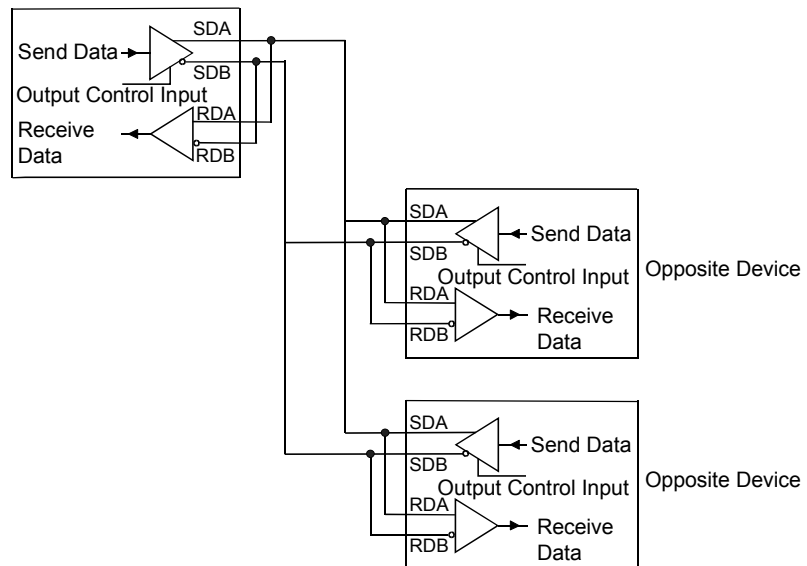 SDA
Send Data
SDB
Output Control Input
RDA
Receive
Data
RDB
SDA
Send Data
SDB
Opposite Device
Output Control Input
RDA
Receive
Data
RDB
SDA
Send Data
SDB
Opposite Device
Output Control Input
RDA
Receive
Data
RDB